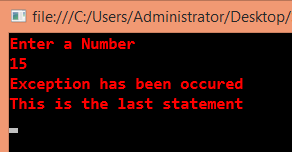 file:///C:/Users/Administrator/Desktop/
Enter a Number
15
Exception has been occured
This is the last statement